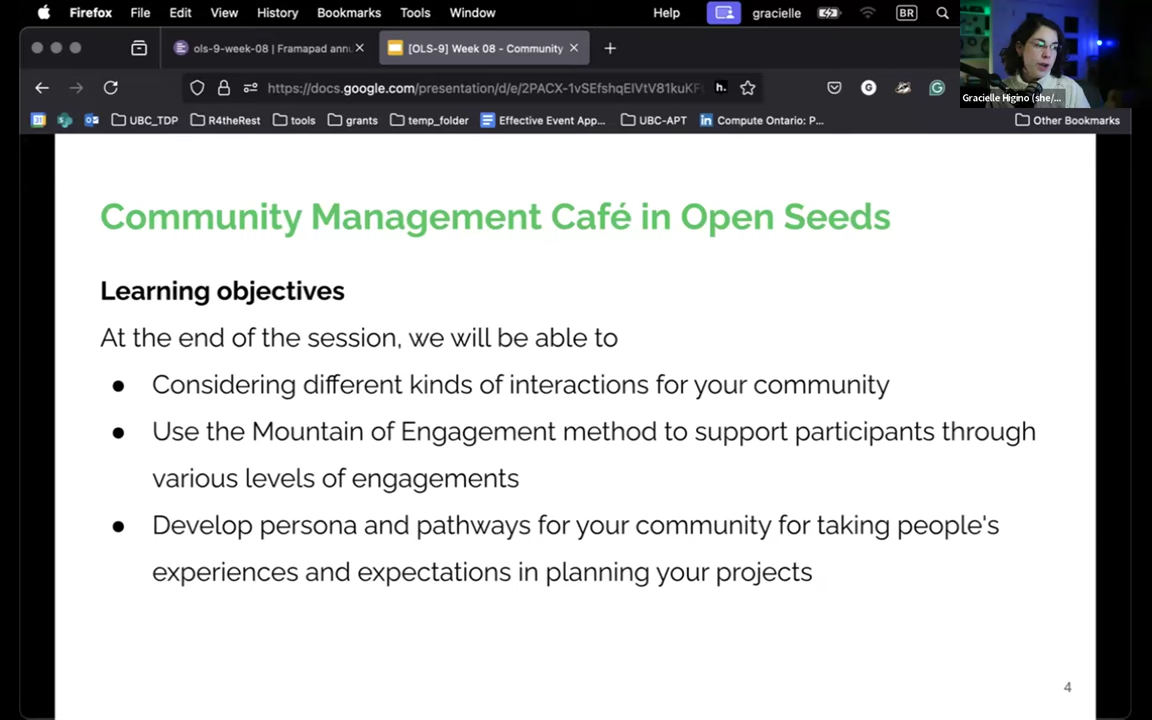 Firefox File Edit View History Bookmarks Tools Window Help gracielle BR
ols-9-week-08 | Framapad annu
[OLS-9] Week 08 - Community
https://docs.google.com/presentation/d/e/2PACX-1vSEfshqEIVtV81kuKF
h.
UBC_TDP R4theRest tools grants temp_folder Effective Event App... UBC-APT Compute Ontario: P... Other Bookmarks
Gracielle Higino (she/...
Community Management Café in Open Seeds
Learning objectives
At the end of the session, we will be able to
● Considering different kinds of interactions for your community
● Use the Mountain of Engagement method to support participants through
various levels of engagements
● Develop persona and pathways for your community for taking people's
experiences and expectations in planning your projects
4